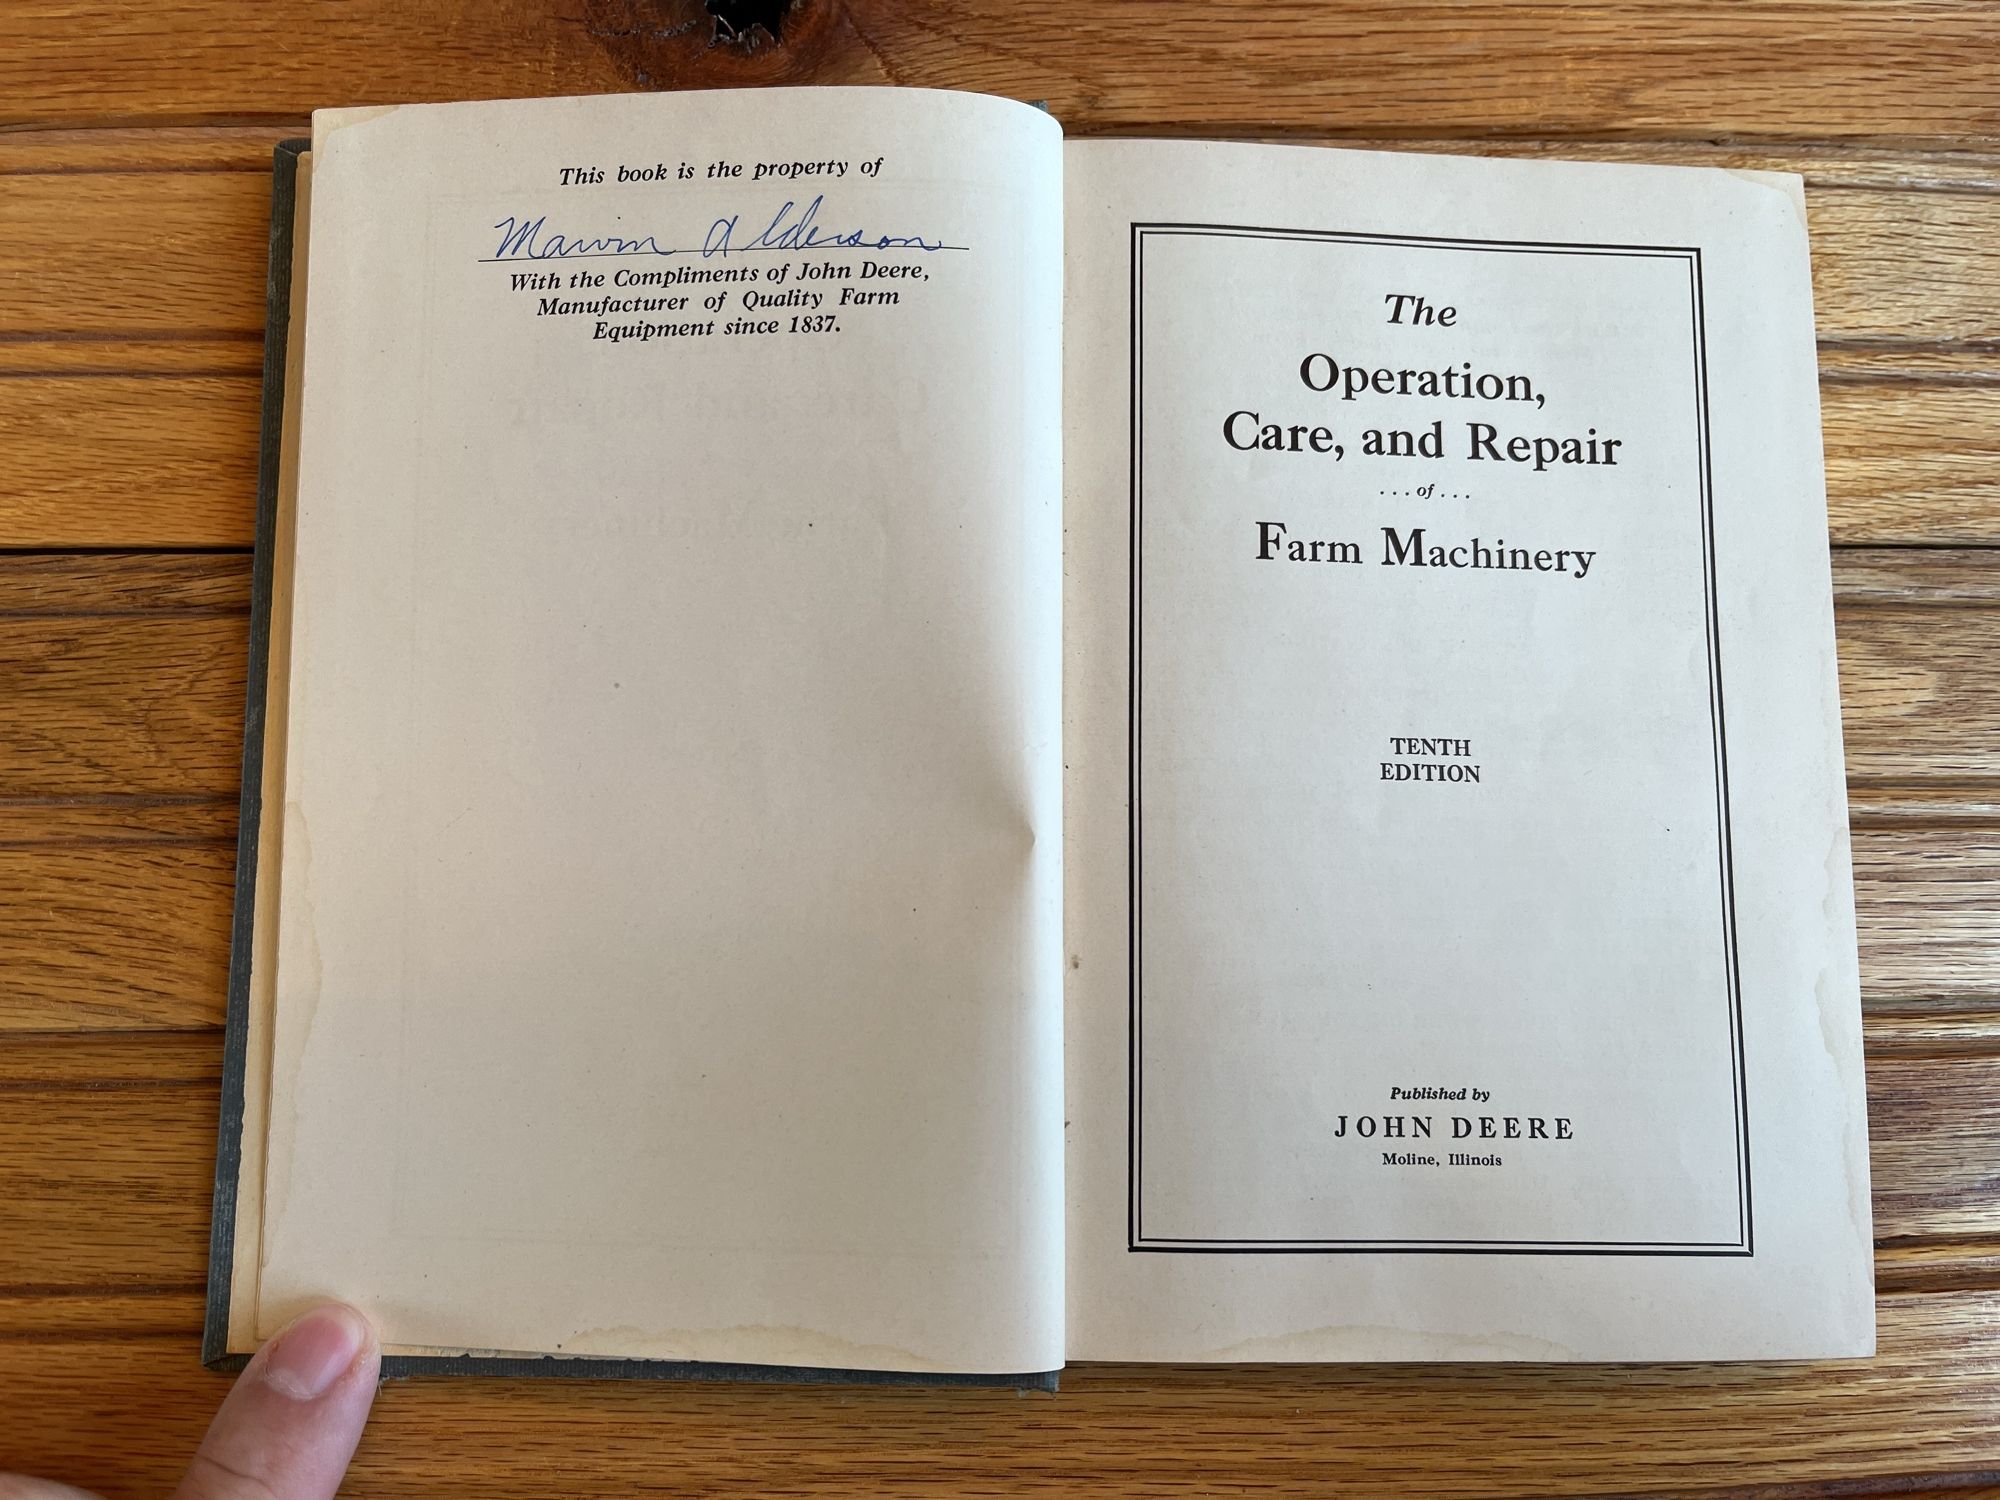 This book is the property of
Marvin Alderson
With the Compliments of John Deere,
Manufacturer of Quality Farm
Equipment since 1837.
The
Operation,
Care, and Repair
...of...
Farm Machinery
TENTH
EDITION
Published by
JOHN DEERE
Moline, Illinois